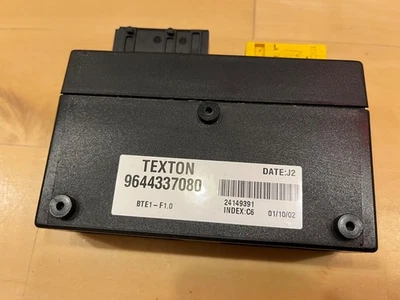 TEXTON DATE:J2
9644337080
BTE1-F1.0 24149391
INDEX:C6 01/10/02